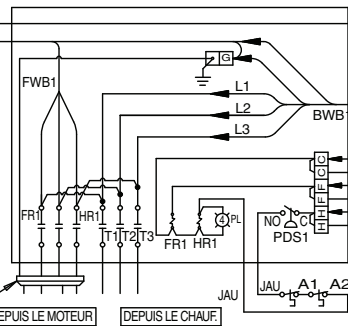 G
FWB1
L1
L2
BWB1
L3
C
C
F
F
H
H
FR1
HR1
T1
T2
T3
FR1
HR1
4
PL
NO
C
PDS1
JAU
JAU
A1
A2
EPUIS LE MOTEUR
DEPUIS LE CHAUF.